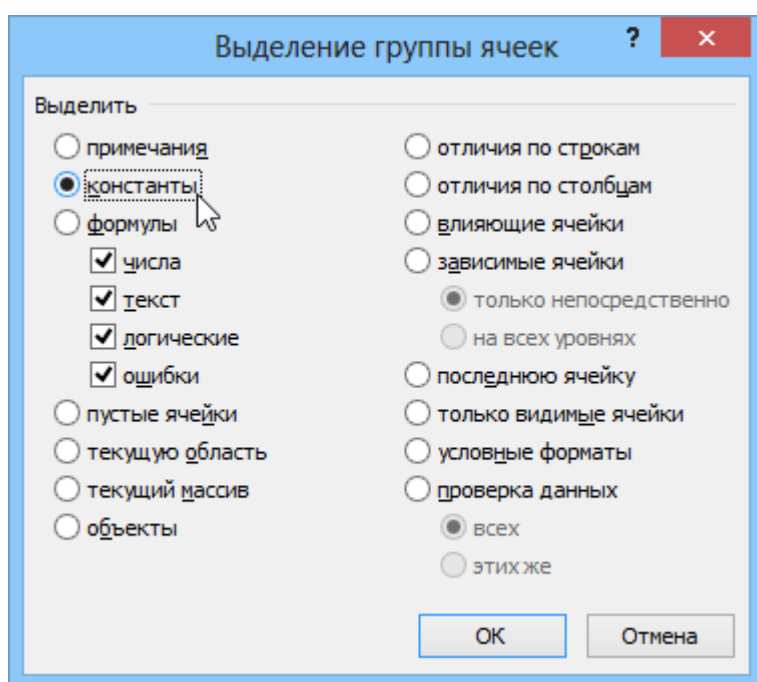 Выделение группы ячеек ? ×
Выделить
примечания
константы
формулы
числа
текст
логические
ошибки
пустые ячейки
текущую область
текущий массив
объекты
отличия по строкам
отличия по столбцам
влияющие ячейки
зависимые ячейки
только непосредственно
на всех уровнях
последнюю ячейку
только видимые ячейки
условные форматы
проверка данных
всех
этих же
ОК
Отмена